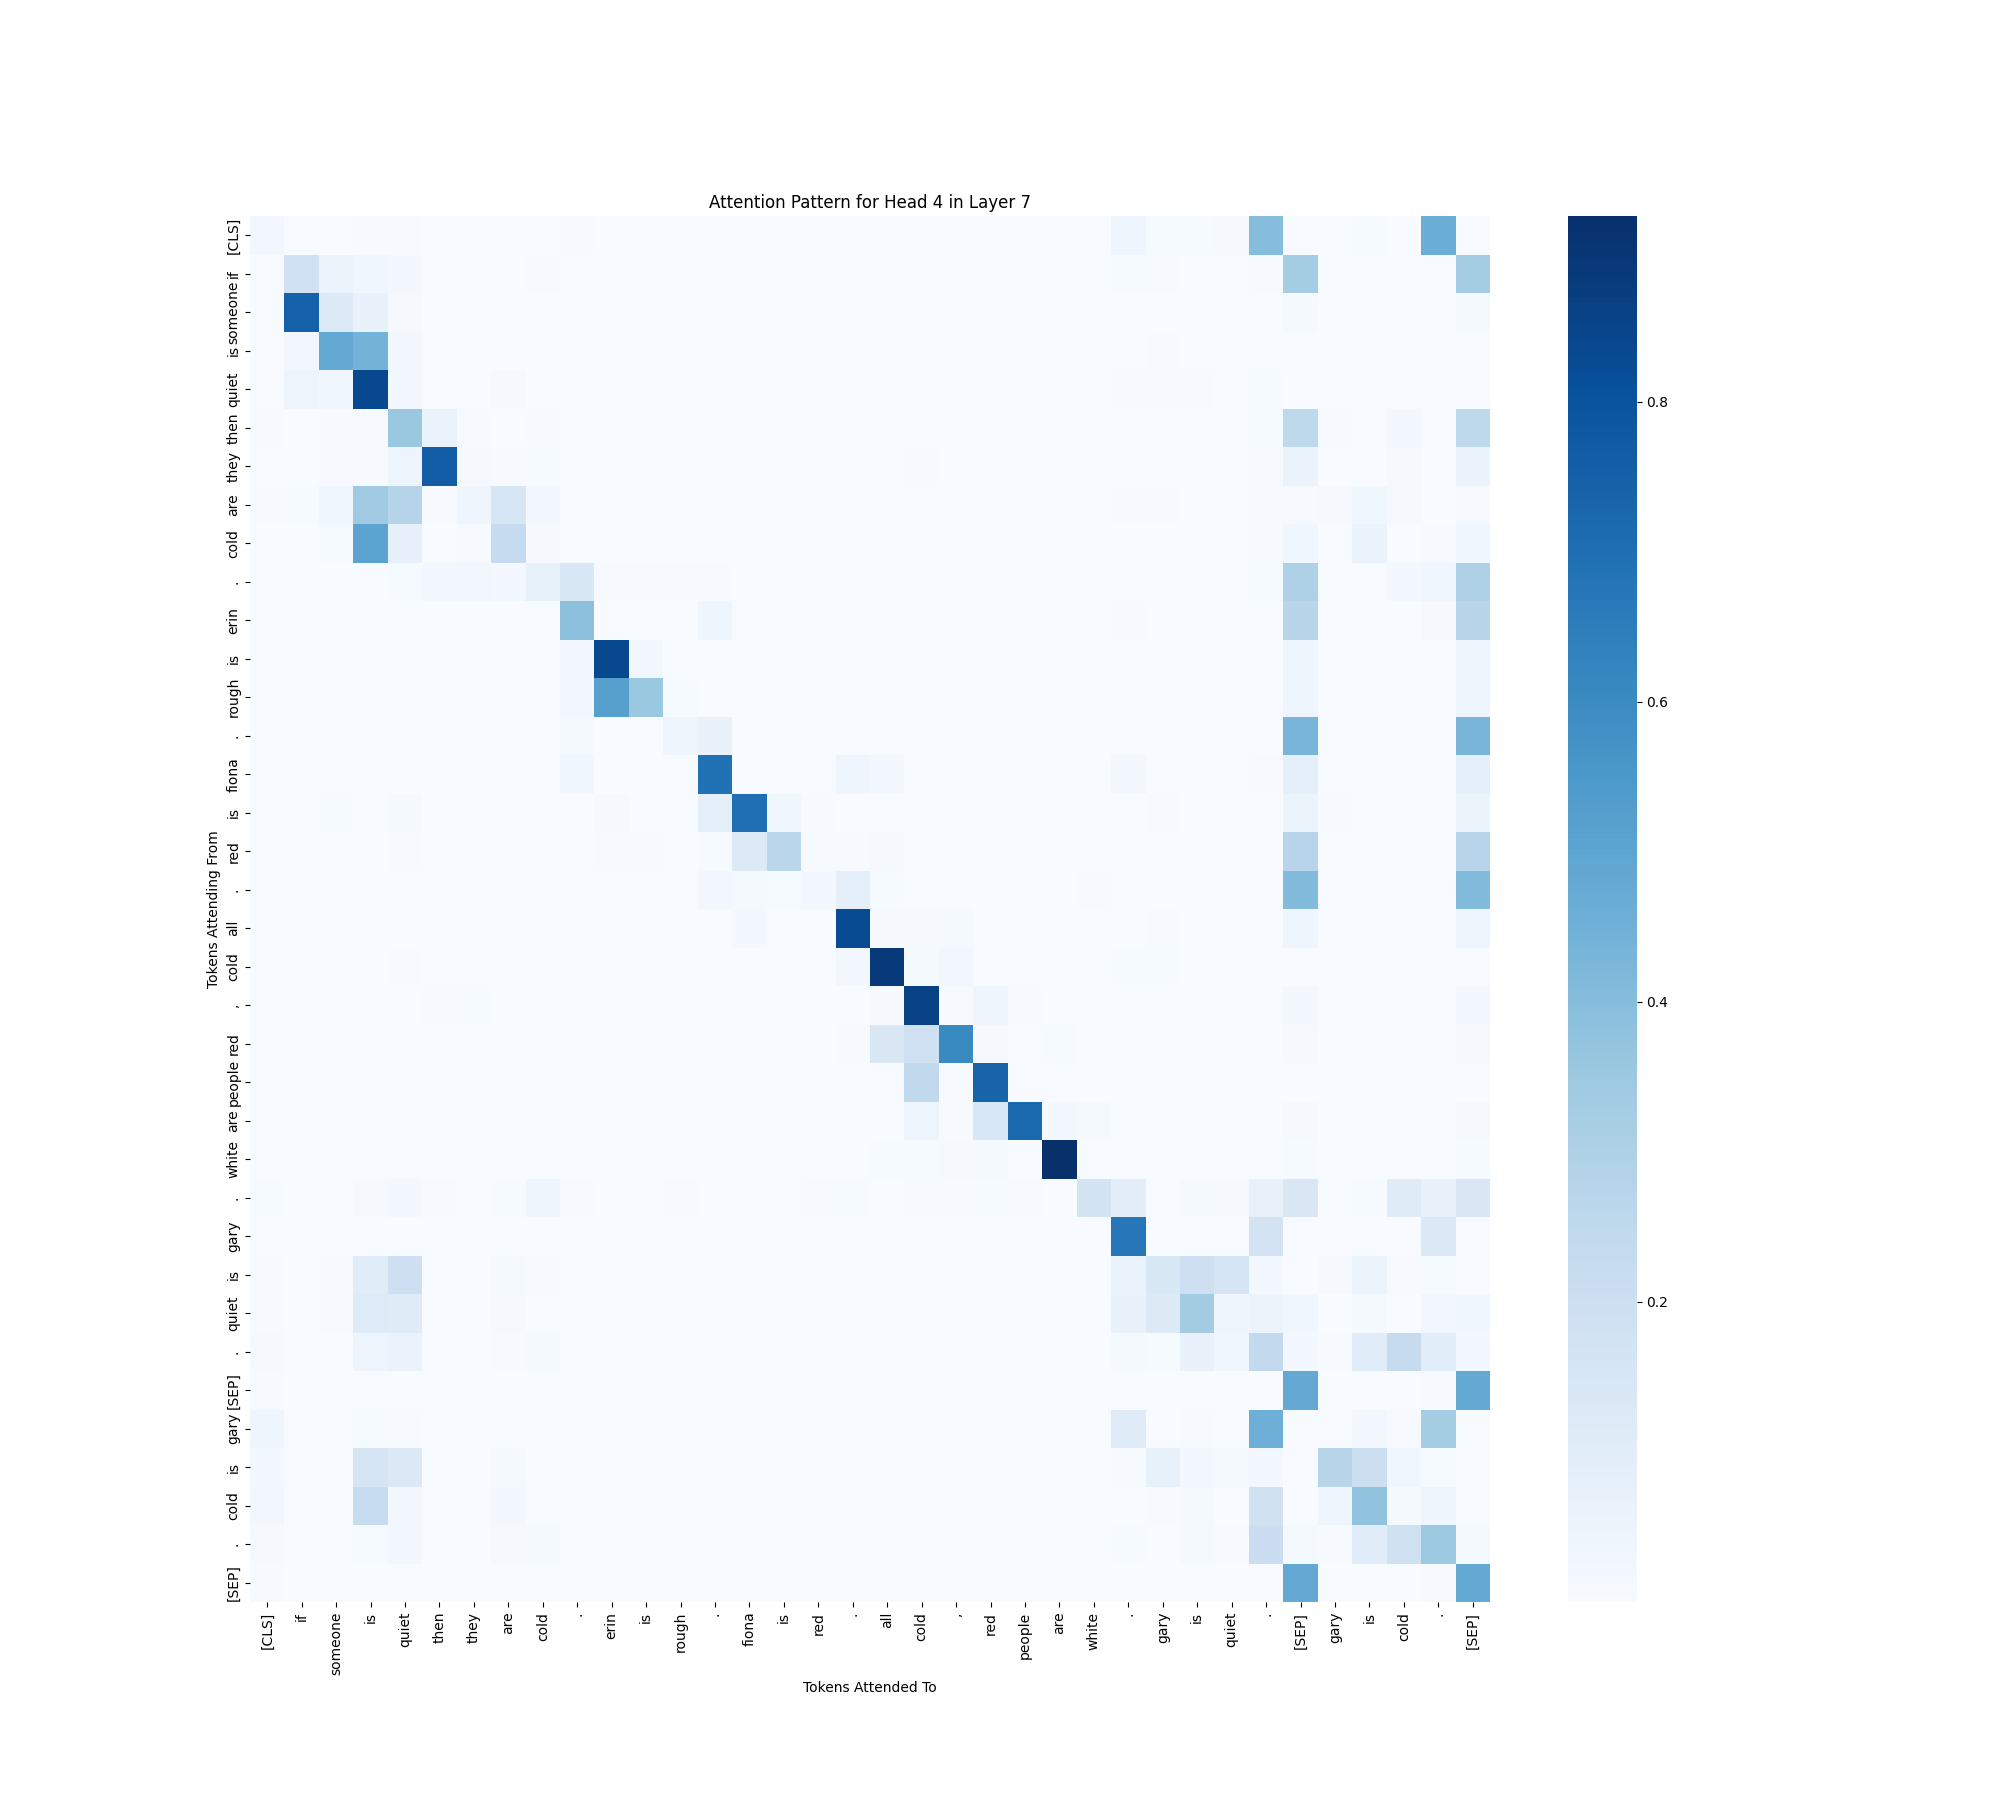 Attention Pattern for Head 4 in Layer 7
Tokens Attending From
[CLS]
if
someone
is
quiet
then
they
are
cold
.
erin
is
rough
.
fiona
is
red
.
all
cold
,
red
people
are
white
.
gary
is
quiet
.
[SEP]
gary
is
cold
.
[SEP]
[CLS] if someone is quiet then they are cold . erin is rough . fiona is red . all cold , red people are white . gary is quiet . [SEP] gary is cold . [SEP]
Tokens Attended To
0.8
0.6
0.4
0.2